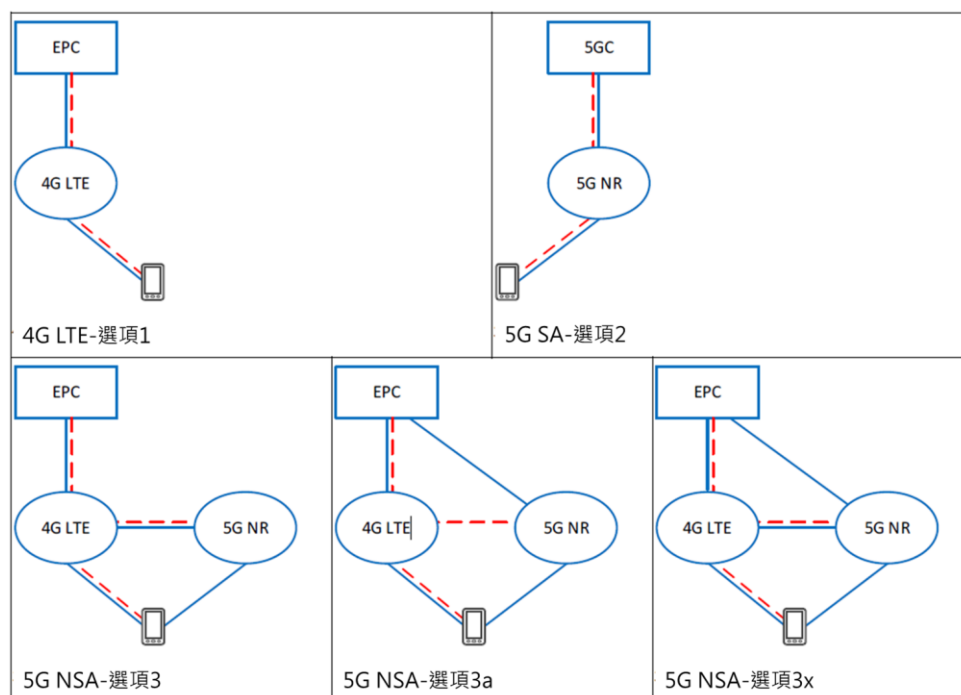 EPC
4G LTE
4G LTE-選項1
5GC
5G NR
5G SA-選項2
EPC
4G LTE
5G NR
5G NSA-選項3
EPC
4G LTE
5G NR
5G NSA-選項3a
EPC
4G LTE
5G NR
5G NSA-選項3x